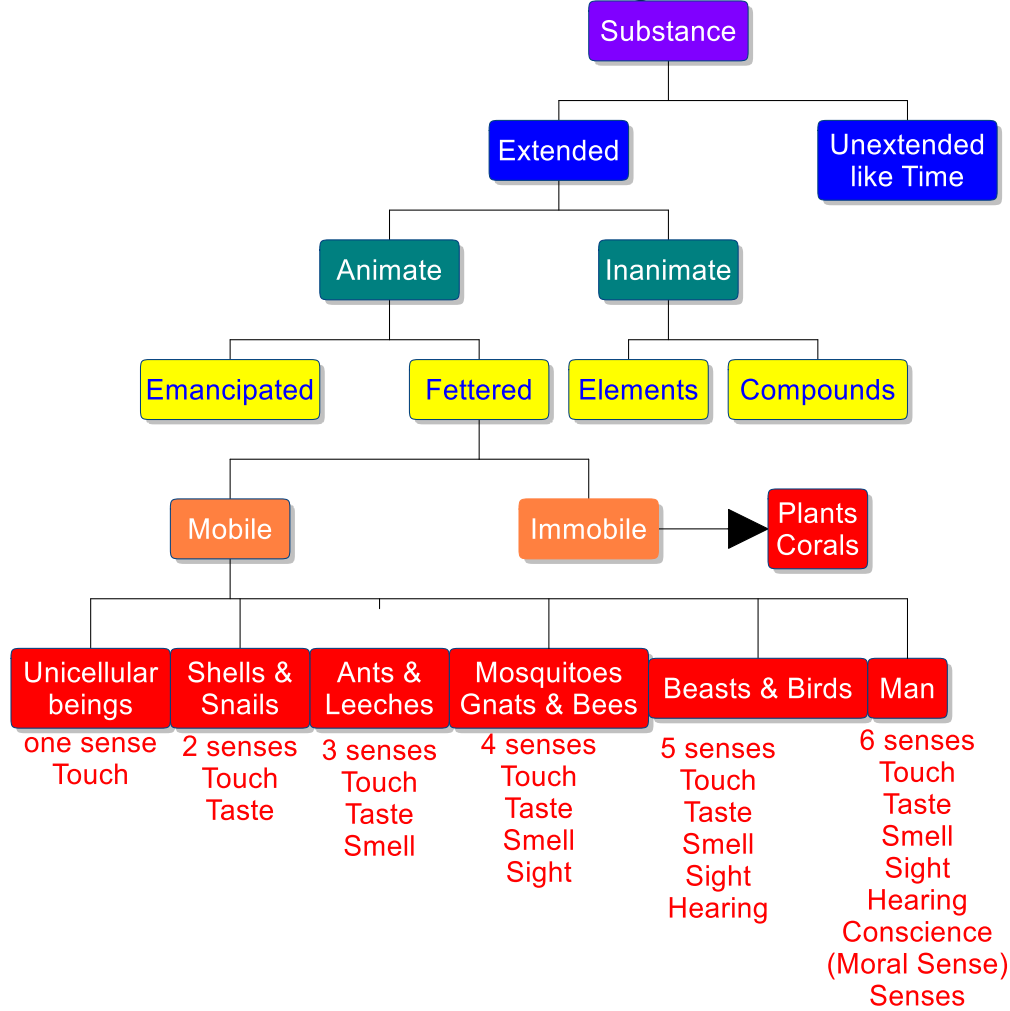 Substance
Extended
Unextended
like Time
Animate
Inanimate
Emancipated
Fettered
Elements
Compounds
Mobile
Immobile
Plants
Corals
Unicellular
beings
one sense
Touch
Shells &
Snails
2 senses
Touch
Taste
Ants &
Leeches
3 senses
Touch
Taste
Smell
Mosquitoes
Gnats & Bees
4 senses
Touch
Taste
Smell
Sight
Beasts & Birds
5 senses
Touch
Taste
Smell
Sight
Hearing
Man
6 senses
Touch
Taste
Smell
Sight
Hearing
Conscience
(Moral Sense)
Senses